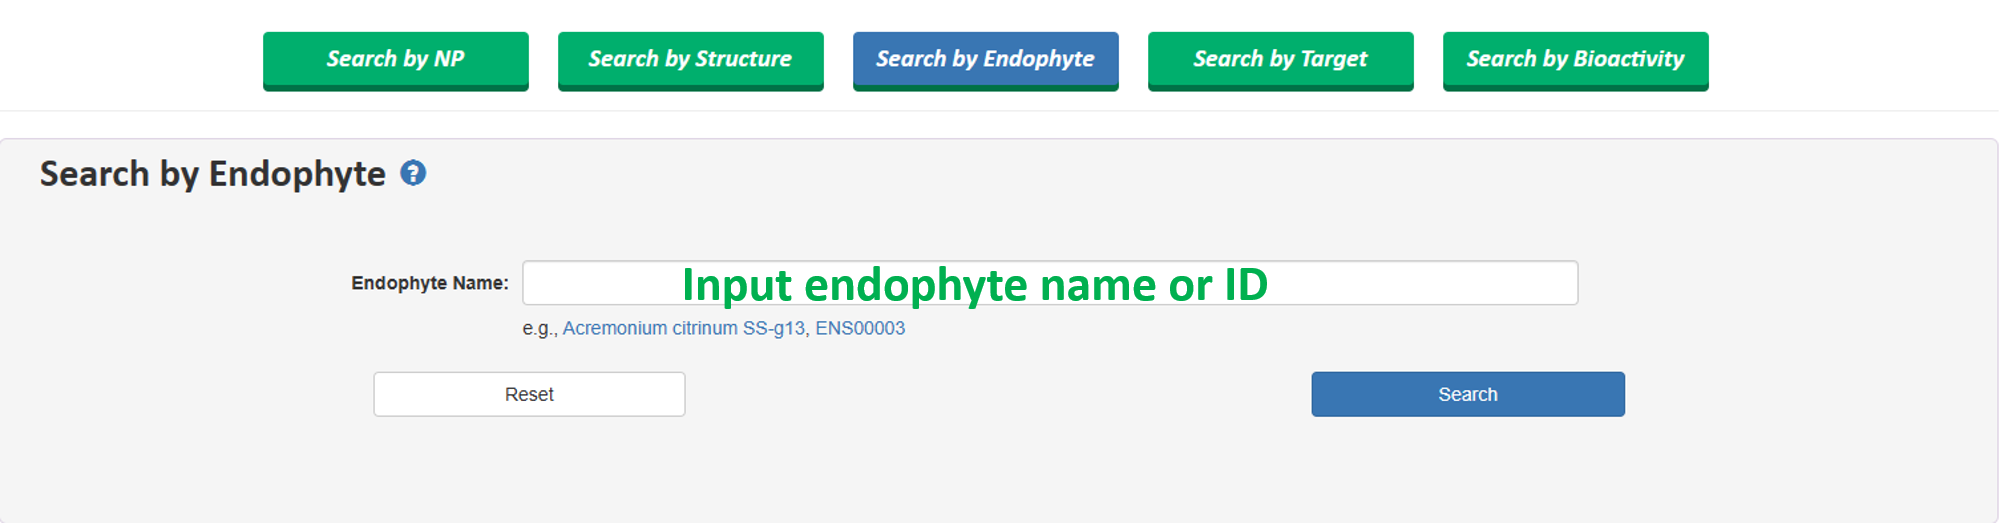 Search by NP
Search by Structure
Search by Endophyte
Search by Target
Search by Bioactivity
Search by Endophyte ?
Endophyte Name: Input endophyte name or ID
e.g., Acremonium citrinum SS-g13, ENS00003
Reset
Search